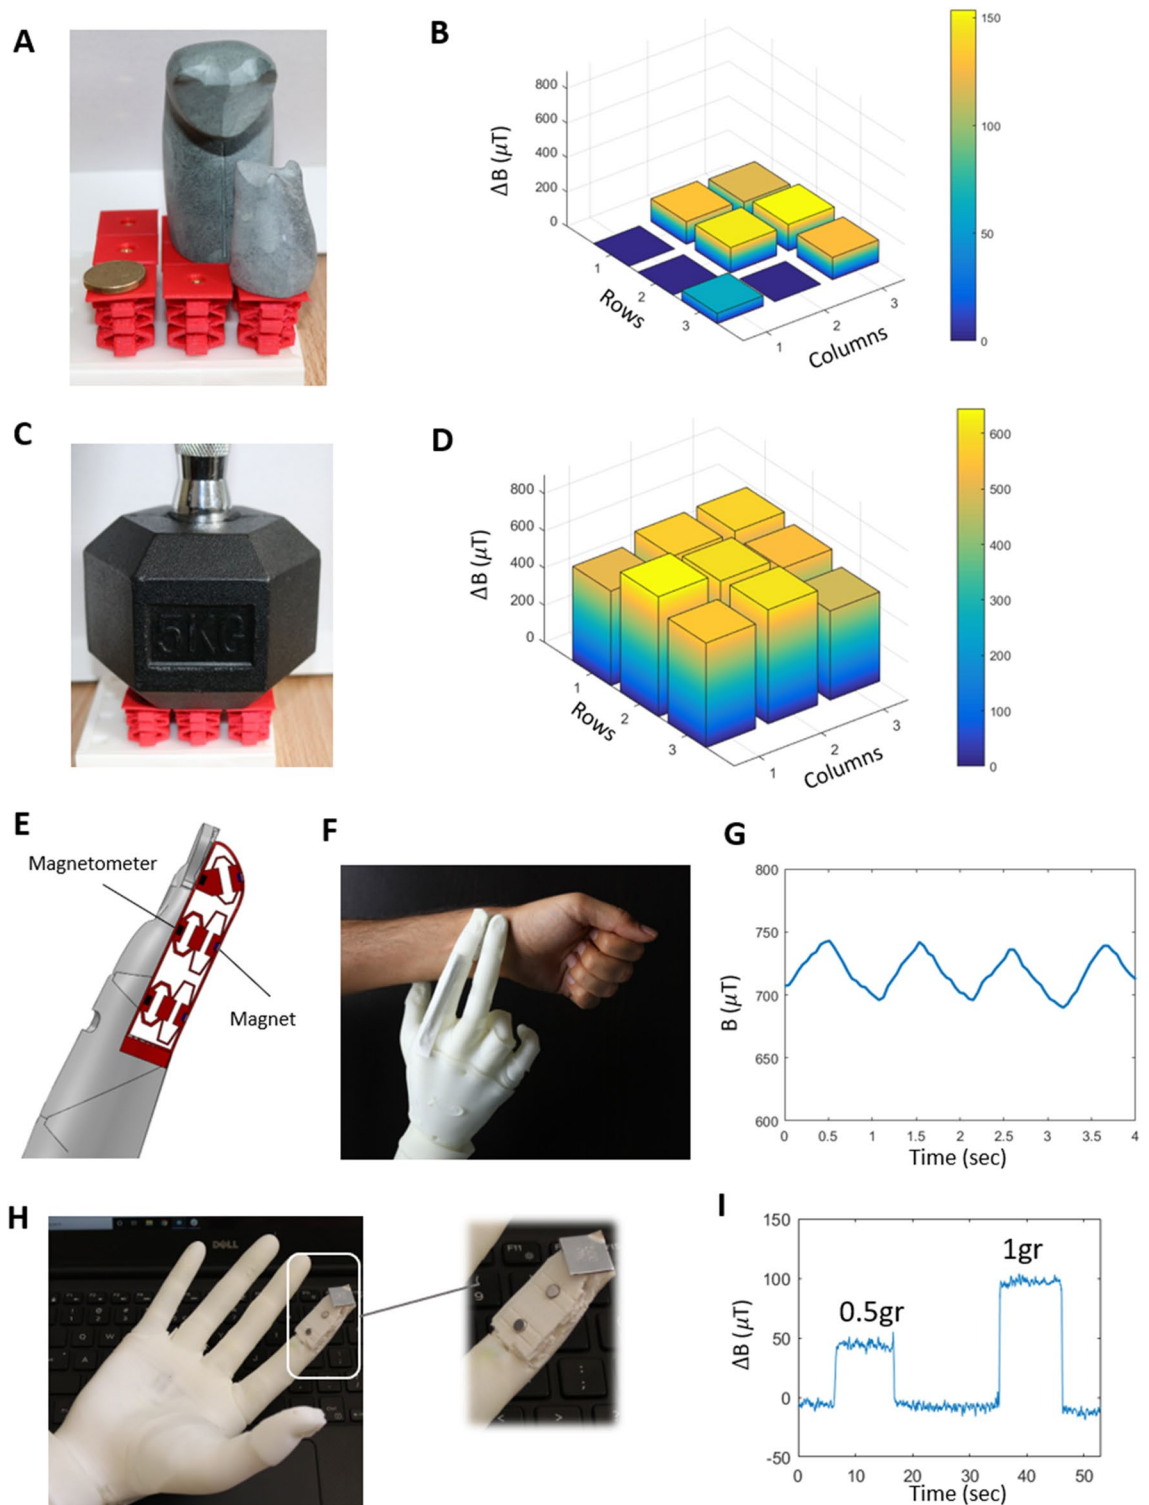 A
B
ΔB (μT)
800
600
400
200
0
1
2
3
Rows
1
2
3
Columns
150
100
50
0
C
5KG
D
ΔB (μT)
800
600
400
200
0
1
2
3
Rows
1
2
3
Columns
600
500
400
300
200
100
0
E
Magnetometer
Magnet
F
G
B (μT)
800
750
700
650
600
0 0.5 1 1.5 2 2.5 3 3.5 4
Time (sec)
H
DELL
F11
I
ΔB (μT)
150
100
50
0
-50
0.5gr
1gr
0 10 20 30 40 50
Time (sec)